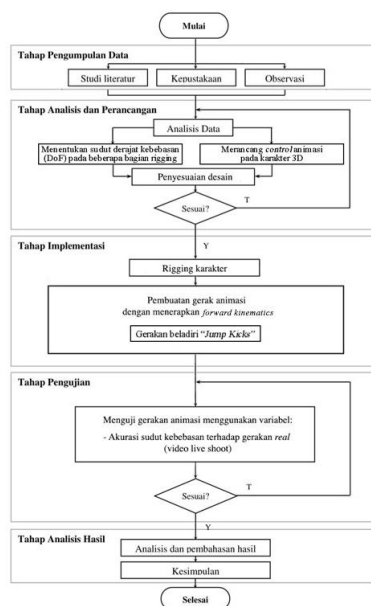 Mulai
Tahap Pengumpulan Data
Studi literatur
Kepustakaan
Observasi
Tahap Analisis dan Perancangan
Analisis Data
Menentukan sudut derajat kebebasan
(DoF) pada beberapa bagian rigging
Merancang control animasi
pada karakter 3D
Penyesuaian desain
Sesuai?
T
Y
Tahap Implementasi
Rigging karakter
Pembuatan gerak animasi
dengan menerapkan forward kinematics
Gerakan beladiri "Jump Kicks"
Tahap Pengujian
Menguji gerakan animasi menggunakan variabel:
- Akurasi sudut kebebasan terhadap gerakan real
(video live shoot)
Sesuai?
T
Y
Tahap Analisis Hasil
Analisis dan pembahasan hasil
Kesimpulan
Selesai